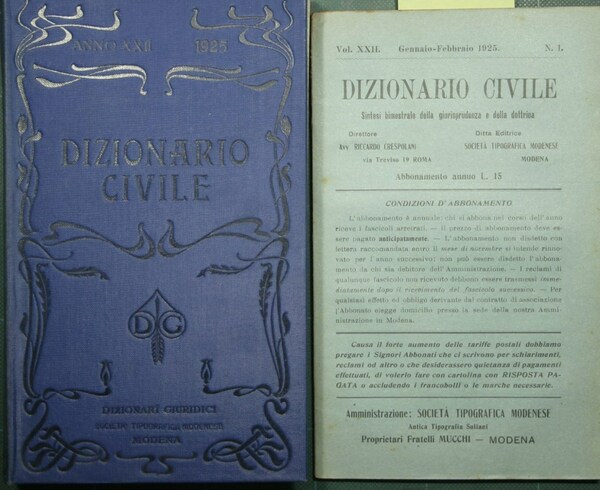 ANNO XXII 1925
DIZIONARIO
CIVILE
DG
DIZIONARI GIURIDICI
SOCIETÀ TIPOGRAFICA MODENESE
MODENA
Vol. XXII. Gennaio-Febbraio 1925. N. 1.
DIZIONARIO CIVILE
Sintesi bimestrale della giurisprudenza e della dottrina
Direttore Ditta Editrice
Avv. RICCARDO CRESPOLANI SOCIETÀ TIPOGRAFICA MODENESE
via Treviso 19 ROMA MODENA
Abbonamento annuo L. 15
CONDIZIONI D'ABBONAMENTO
L'abbonamento è annuale: chi si abbona nel corso dell'anno
riceve i fascicoli arretrati. — Il prezzo di abbonamento deve es-
sere pagato anticipatamente. — L'abbonamento non disdetto con
lettera raccomandata entro il mese di novembre si intende rinno-
vato per l'anno successivo: non può essere disdetto l'abbona-
mento da chi sia debitore dell'Amministrazione. — I reclami di
qualunque fascicolo non ricevuto debbono essere trasmessi imme-
diatamente dopo il ricevimento del fascicolo successivo. — Per
qualsiasi effetto od obbligo derivante dal contratto di associazione
l'Abbonato elegge domicilio presso la sede della nostra Ammi-
nistrazione in Modena.
Causa il forte aumento delle tariffe postali dobbiamo
pregare i Signori Abbonati che ci scrivono per schiarimenti,
reclami od altro o che desiderassero quietanza di pagamenti
effettuati, di volerlo fare con cartolina con RISPOSTA PA-
GATA o accludendo i francobolli o le marche necessarie.
Amministrazione: SOCIETÀ TIPOGRAFICA MODENESE
Antica Tipografia Soliani
Proprietari Fratelli MUCCHI — MODENA